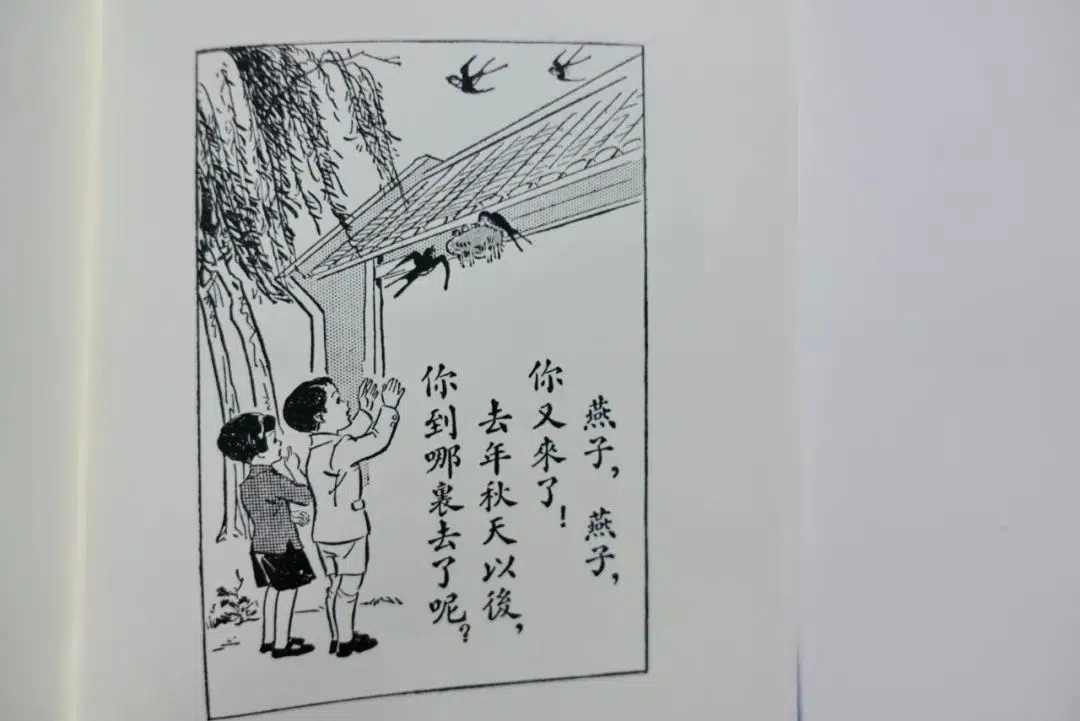 燕子，燕子，
你又來了！
去年秋天以後，
你到哪裏去了呢？